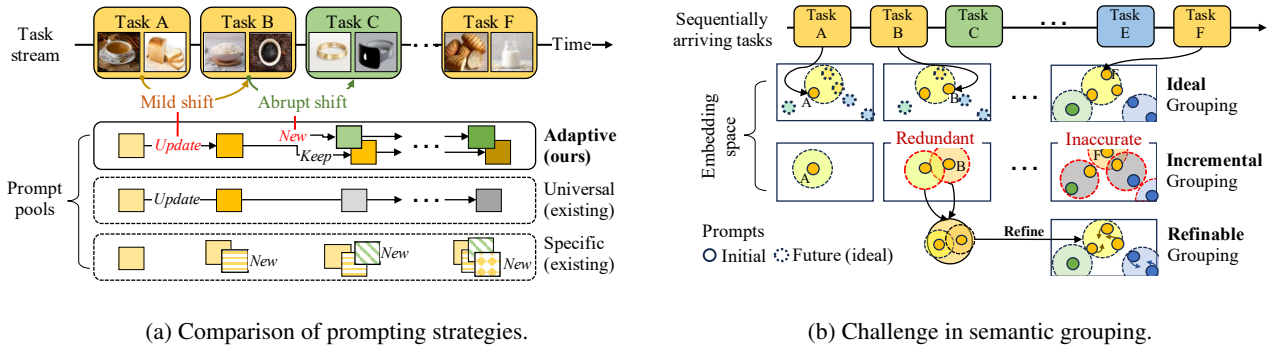 Task stream
Task A
Task B
Task C
Task F
Time
Mild shift
Abrupt shift
Prompt pools
Update
New
Keep
Adaptive (ours)
Update
Universal (existing)
New
New
New
Specific (existing)
(a) Comparison of prompting strategies.
Sequentially arriving tasks
Task A
Task B
Task C
Task E
Task F
Embedding space
A
B
F
Ideal Grouping
Redundant
Inaccurate
A
B
F
Incremental Grouping
Prompts
Initial
Future (ideal)
Refine
Refinable Grouping
(b) Challenge in semantic grouping.